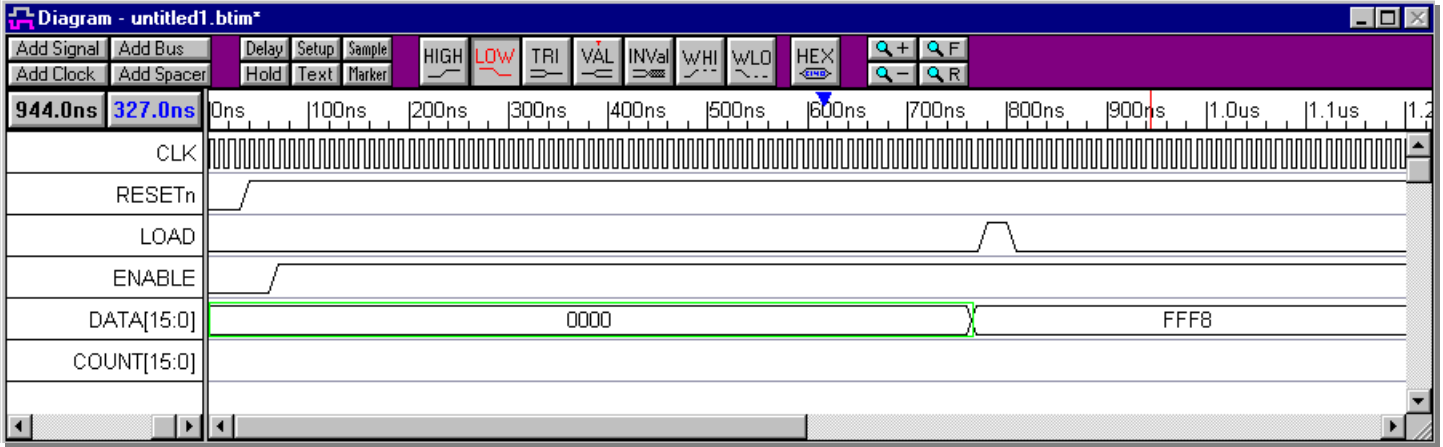 Diagram - untitled1.btim*
Add Signal Add Bus Delay Setup Sample HIGH LOW TRI VAL INVal WHI WLO HEX + F
Add Clock Add Spacer Hold Text Marker - R
944.0ns 327.0ns 0ns 100ns 200ns 300ns 400ns 500ns 600ns 700ns 800ns 900ns 1.0us 1.1us 1.2
CLK
RESETn
LOAD
ENABLE
DATA[15:0] 0000 FFF8
COUNT[15:0]